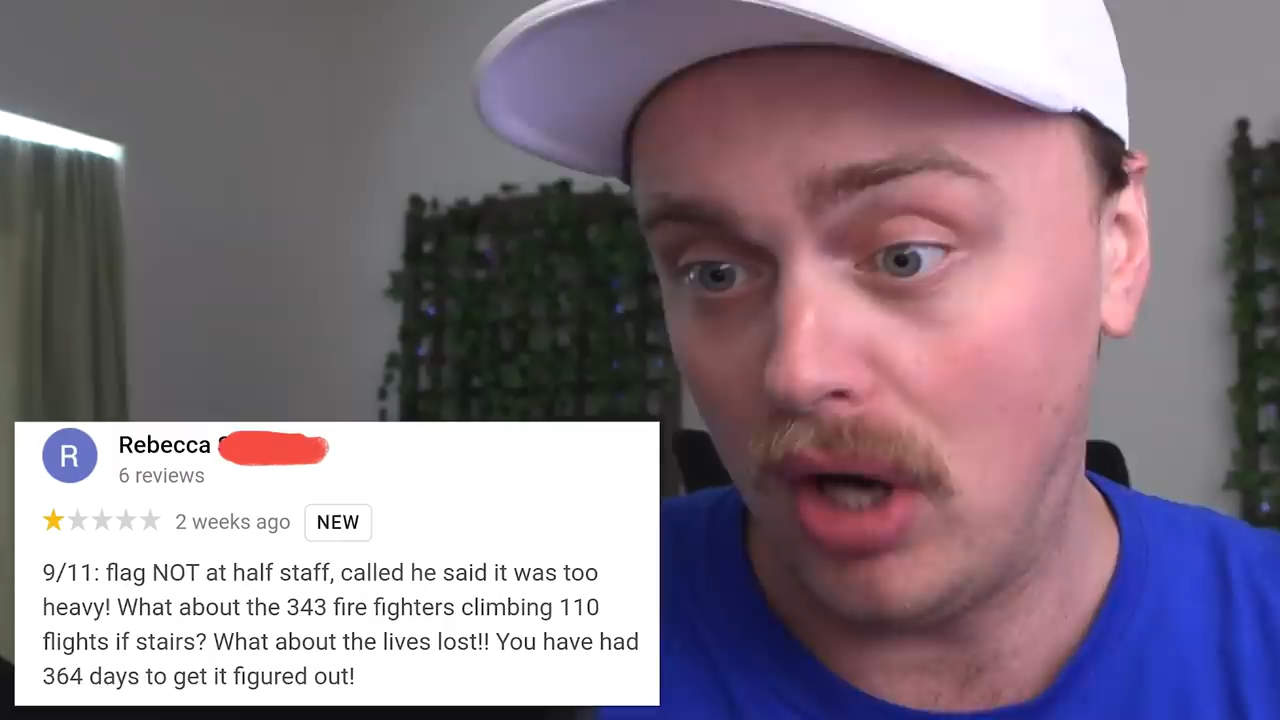 R
Rebecca
6 reviews
2 weeks ago NEW
9/11: flag NOT at half staff, called he said it was too
heavy! What about the 343 fire fighters climbing 110
flights if stairs? What about the lives lost!! You have had
364 days to get it figured out!